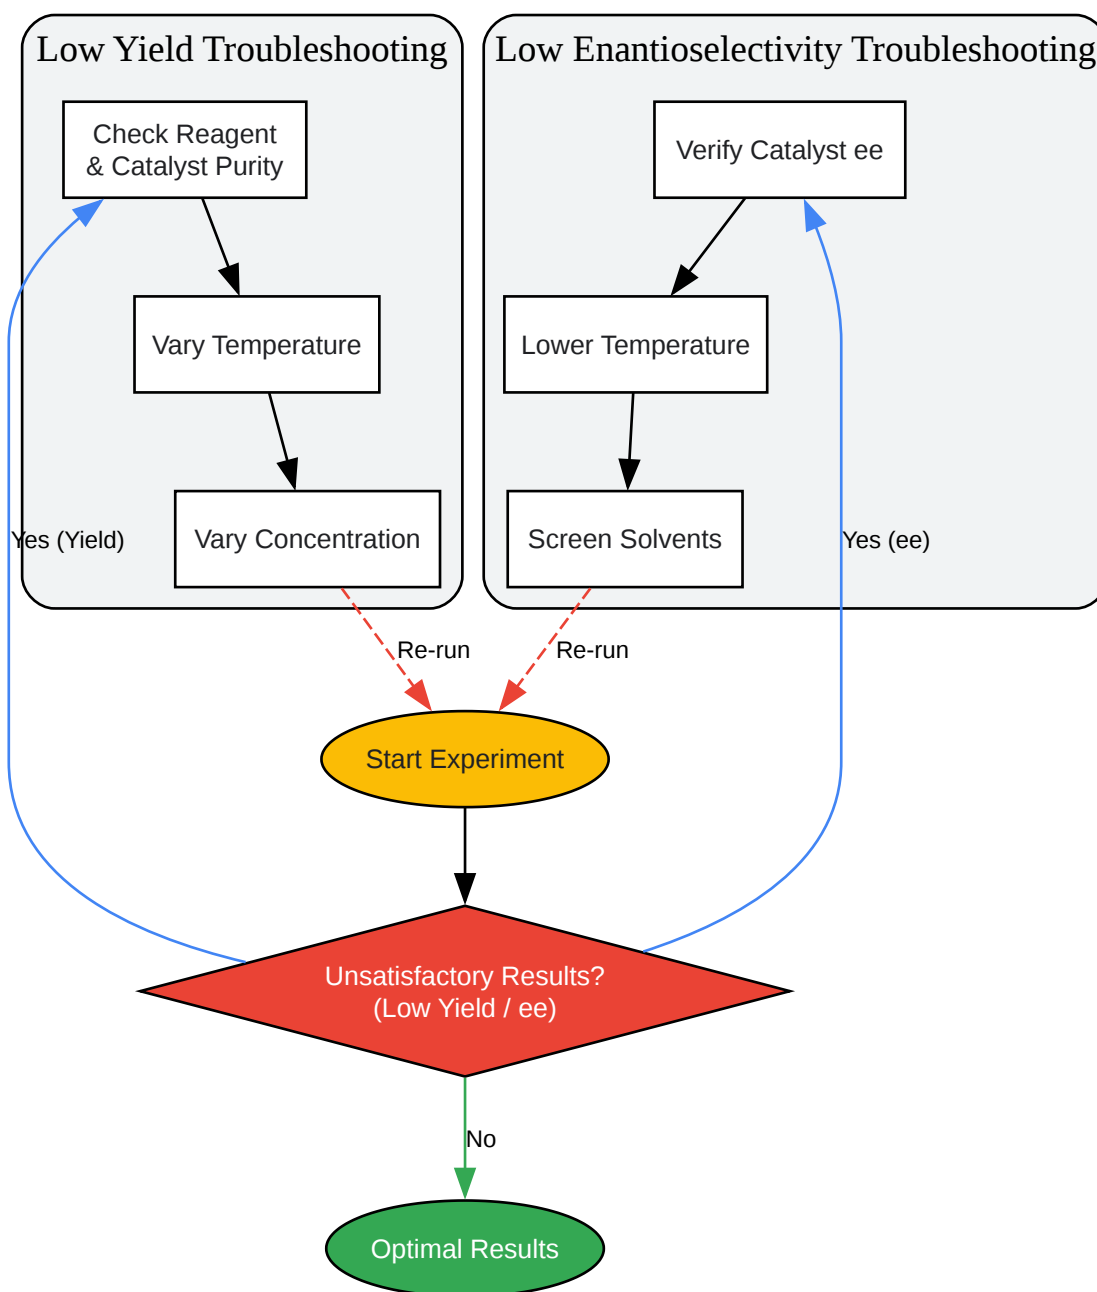 Low Yield Troubleshooting
Check Reagent
& Catalyst Purity
Vary Temperature
Vary Concentration
Yes (Yield)
Low Enantioselectivity Troubleshooting
Verify Catalyst ee
Lower Temperature
Screen Solvents
Yes (ee)
Re-run
Re-run
Start Experiment
Unsatisfactory Results?
(Low Yield / ee)
No
Optimal Results